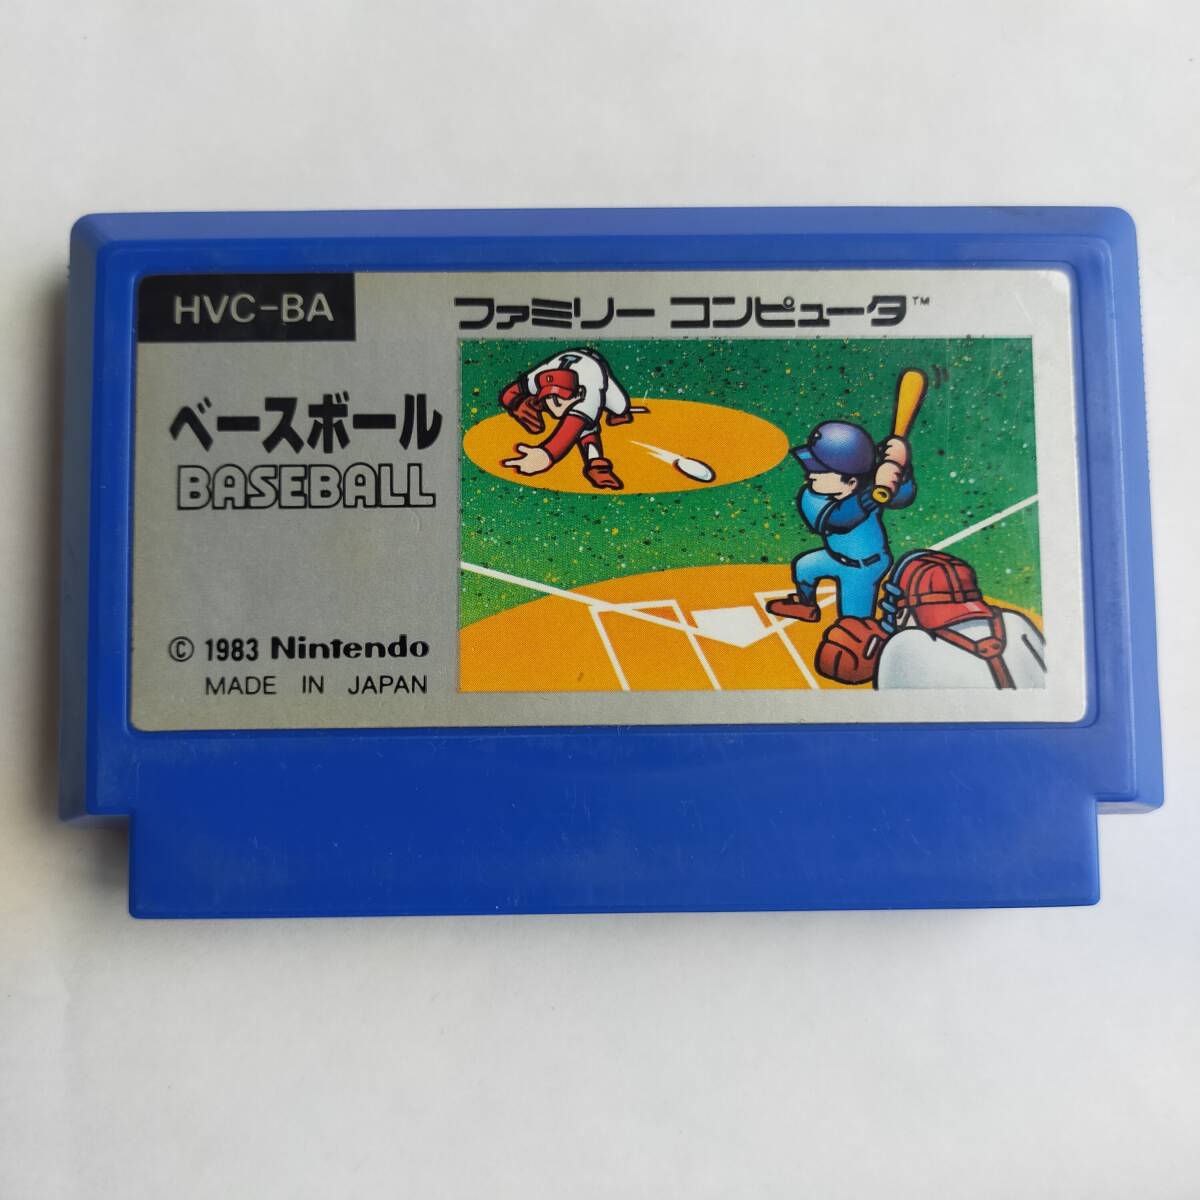 HVC-BA
ファミリー コンピュータ™
ベースボール
BASEBALL
© 1983 Nintendo
MADE IN JAPAN